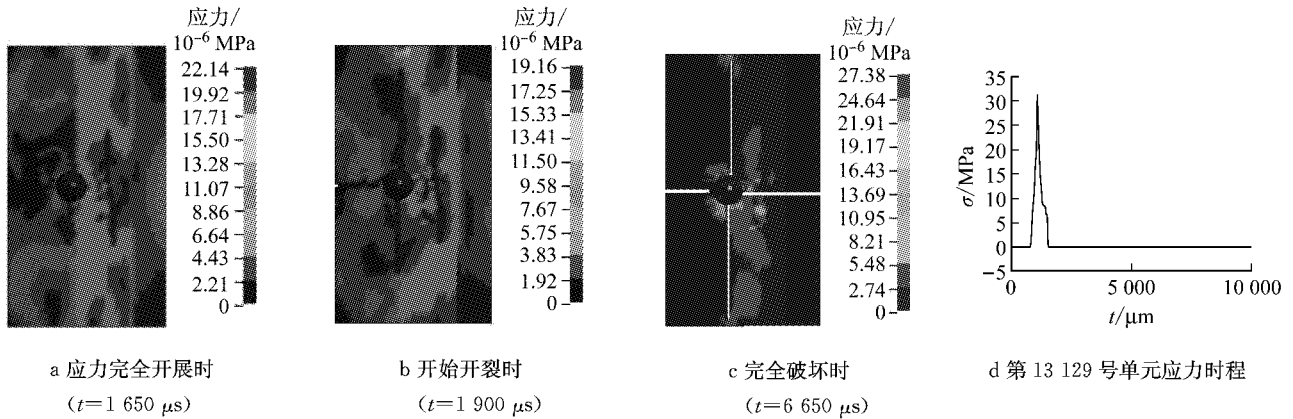 应力/
10⁻⁶ MPa
22.14
19.92
17.71
15.50
13.28
11.07
8.86
6.64
4.43
2.21
0
a 应力完全开展时
(t=1 650 μs)
应力/
10⁻⁶ MPa
19.16
17.25
15.33
13.41
11.50
9.58
7.67
5.75
3.83
1.92
0
b 开始开裂时
(t=1 900 μs)
应力/
10⁻⁶ MPa
27.38
24.64
21.91
19.17
16.43
13.69
10.95
8.21
5.48
2.74
0
c 完全破坏时
(t=6 650 μs)
35
30
25
20
15
10
5
0
−5
σ/MPa
0 5 000 10 000
t/μm
d 第 13 129 号单元应力时程